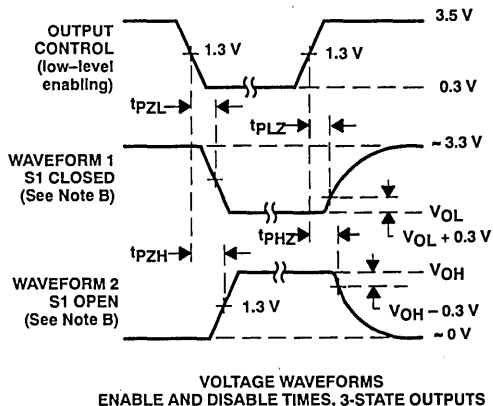 OUTPUT
CONTROL
(low–level
enabling)
1.3 V
1.3 V
3.5 V
0.3 V
tPZL
tPLZ
WAVEFORM 1
S1 CLOSED
(See Note B)
~ 3.3 V
VOL
VOL + 0.3 V
tPZH
tPHZ
WAVEFORM 2
S1 OPEN
(See Note B)
1.3 V
VOH
VOH – 0.3 V
~ 0 V
VOLTAGE WAVEFORMS
ENABLE AND DISABLE TIMES, 3-STATE OUTPUTS